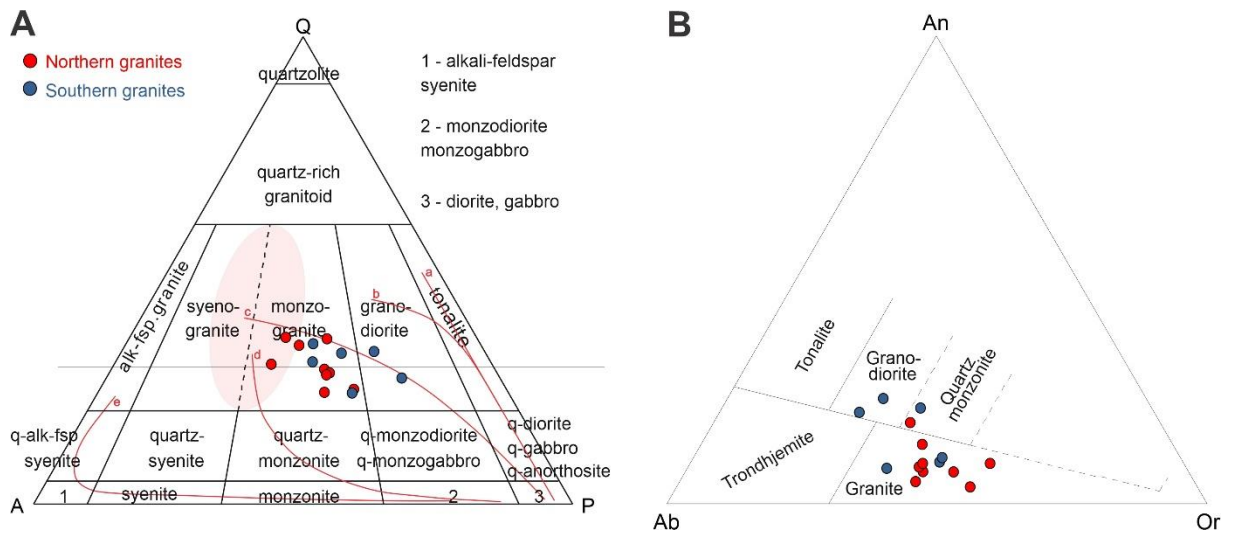 A
Q
Northern granites
Southern granites
quartzolite
1 - alkali-feldspar
syenite
2 - monzodiorite
monzogabbro
3 - diorite, gabbro
quartz-rich
granitoid
alk-fsp.granite
syeno-
granite
monzo-
granite
grano-
diorite
tonalite
a
b
c
d
e
q-alk-fsp
syenite
quartz-
syenite
quartz-
monzonite
q-monzodiorite
q-monzogabbro
q-diorite
q-gabbro
q-anorthosite
A
1
syenite
monzonite
2
3
P
B
An
Tonalite
Grano-
diorite
Quartz
monzonite
Trondhjemite
Granite
Ab
Or